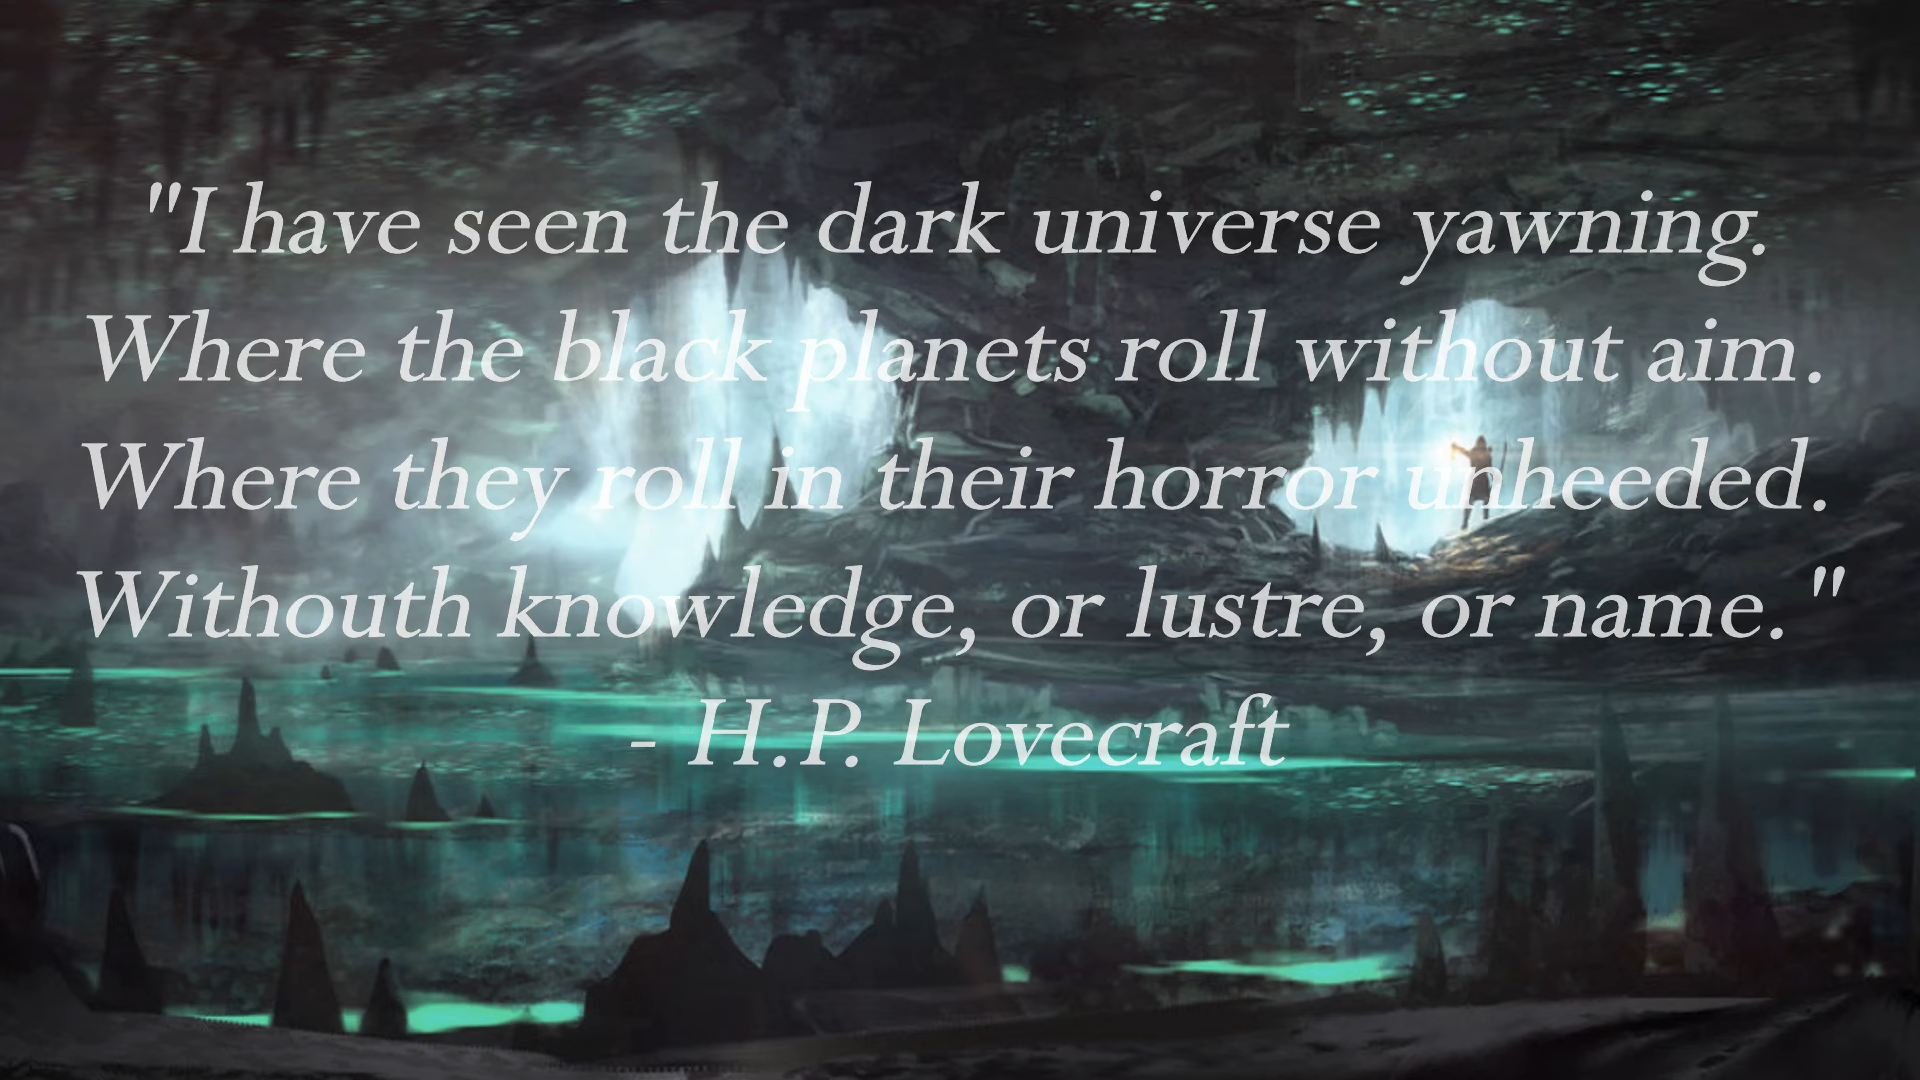 "I have seen the dark universe yawning.
Where the black planets roll without aim.
Where they roll in their horror unheeded.
Withouth knowledge, or lustre, or name."
- H.P. Lovecraft